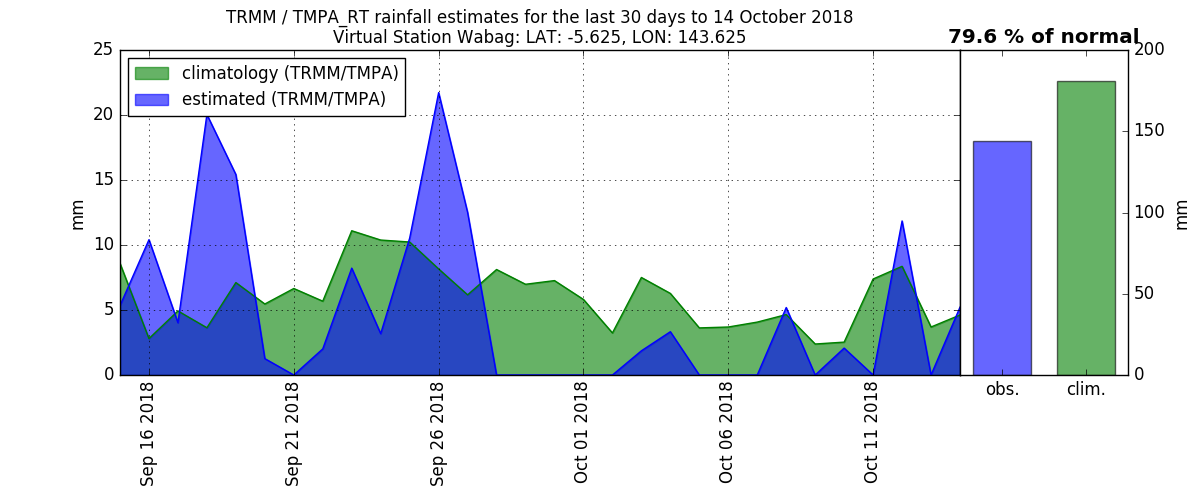 TRMM / TMPA_RT rainfall estimates for the last 30 days to 14 October 2018
Virtual Station Wabag: LAT: -5.625, LON: 143.625
79.6 % of normal
climatology (TRMM/TMPA)
estimated (TRMM/TMPA)
25
20
15
10
5
0
mm
Sep 16 2018
Sep 21 2018
Sep 26 2018
Oct 01 2018
Oct 06 2018
Oct 11 2018
obs.
clim.
200
150
100
50
0
mm